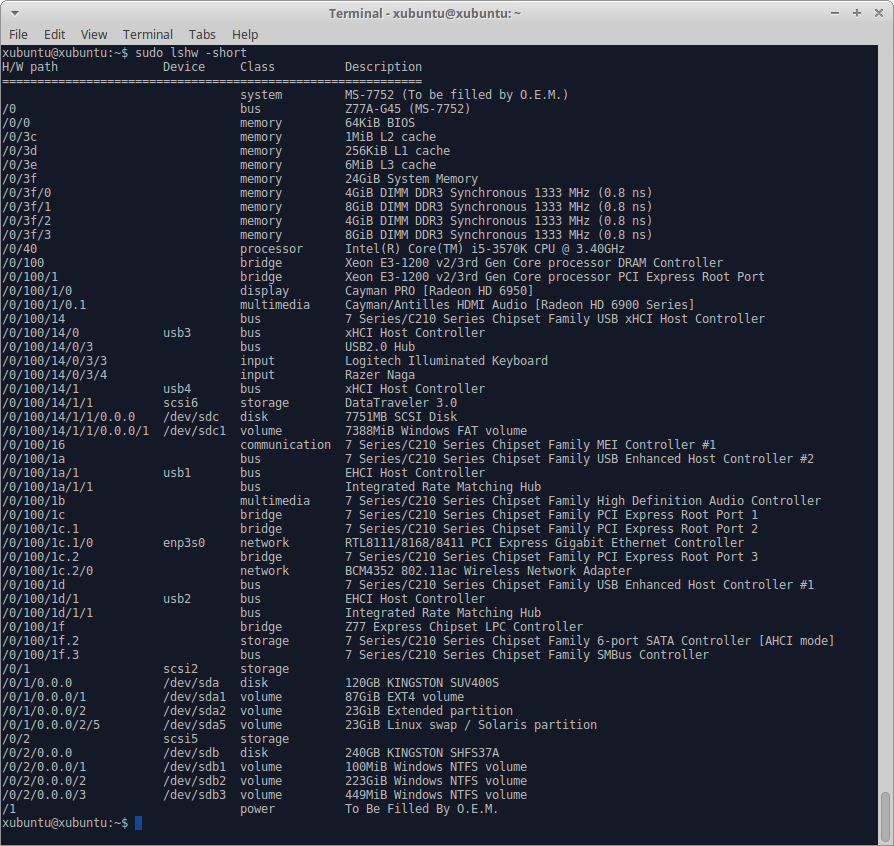 Terminal - xubuntu@xubuntu: ~
File Edit View Terminal Tabs Help
xubuntu@xubuntu:~$ sudo lshw -short
H/W path Device Class Description
============================================================
system MS-7752 (To be filled by O.E.M.)
/0 bus Z77A-G45 (MS-7752)
/0/0 memory 64KiB BIOS
/0/3c memory 1MiB L2 cache
/0/3d memory 256KiB L1 cache
/0/3e memory 6MiB L3 cache
/0/3f memory 24GiB System Memory
/0/3f/0 memory 4GiB DIMM DDR3 Synchronous 1333 MHz (0.8 ns)
/0/3f/1 memory 8GiB DIMM DDR3 Synchronous 1333 MHz (0.8 ns)
/0/3f/2 memory 4GiB DIMM DDR3 Synchronous 1333 MHz (0.8 ns)
/0/3f/3 memory 8GiB DIMM DDR3 Synchronous 1333 MHz (0.8 ns)
/0/40 processor Intel(R) Core(TM) i5-3570K CPU @ 3.40GHz
/0/100 bridge Xeon E3-1200 v2/3rd Gen Core processor DRAM Controller
/0/100/1 bridge Xeon E3-1200 v2/3rd Gen Core processor PCI Express Root Port
/0/100/1/0 display Cayman PRO [Radeon HD 6950]
/0/100/1/0.1 multimedia Cayman/Antilles HDMI Audio [Radeon HD 6900 Series]
/0/100/14 bus 7 Series/C210 Series Chipset Family USB xHCI Host Controller
/0/100/14/0 usb3 bus xHCI Host Controller
/0/100/14/0/3 bus USB2.0 Hub
/0/100/14/0/3/3 input Logitech Illuminated Keyboard
/0/100/14/0/3/4 input Razer Naga
/0/100/14/1 usb4 bus xHCI Host Controller
/0/100/14/1/1 scsi6 storage DataTraveler 3.0
/0/100/14/1/1/0.0.0 /dev/sdc disk 7751MB SCSI Disk
/0/100/14/1/1/0.0.0/1 /dev/sdc1 volume 7388MiB Windows FAT volume
/0/100/16 communication 7 Series/C210 Series Chipset Family MEI Controller #1
/0/100/1a bus 7 Series/C210 Series Chipset Family USB Enhanced Host Controller #2
/0/100/1a/1 usb1 bus EHCI Host Controller
/0/100/1a/1/1 bus Integrated Rate Matching Hub
/0/100/1b multimedia 7 Series/C210 Series Chipset Family High Definition Audio Controller
/0/100/1c bridge 7 Series/C210 Series Chipset Family PCI Express Root Port 1
/0/100/1c.1 bridge 7 Series/C210 Series Chipset Family PCI Express Root Port 2
/0/100/1c.1/0 enp3s0 network RTL8111/8168/8411 PCI Express Gigabit Ethernet Controller
/0/100/1c.2 bridge 7 Series/C210 Series Chipset Family PCI Express Root Port 3
/0/100/1c.2/0 network BCM4352 802.11ac Wireless Network Adapter
/0/100/1d bus 7 Series/C210 Series Chipset Family USB Enhanced Host Controller #1
/0/100/1d/1 usb2 bus EHCI Host Controller
/0/100/1d/1/1 bus Integrated Rate Matching Hub
/0/100/1f bridge Z77 Express Chipset LPC Controller
/0/100/1f.2 storage 7 Series/C210 Series Chipset Family 6-port SATA Controller [AHCI mode]
/0/100/1f.3 bus 7 Series/C210 Series Chipset Family SMBus Controller
/0/1 scsi2 storage
/0/1/0.0.0 /dev/sda disk 120GB KINGSTON SUV400S
/0/1/0.0.0/1 /dev/sda1 volume 87GiB EXT4 volume
/0/1/0.0.0/2 /dev/sda2 volume 23GiB Extended partition
/0/1/0.0.0/2/5 /dev/sda5 volume 23GiB Linux swap / Solaris partition
/0/2 scsi5 storage
/0/2/0.0.0 /dev/sdb disk 240GB KINGSTON SHFS37A
/0/2/0.0.0/1 /dev/sdb1 volume 100MiB Windows NTFS volume
/0/2/0.0.0/2 /dev/sdb2 volume 223GiB Windows NTFS volume
/0/2/0.0.0/3 /dev/sdb3 volume 449MiB Windows NTFS volume
/1 power To Be Filled By O.E.M.
xubuntu@xubuntu:~$